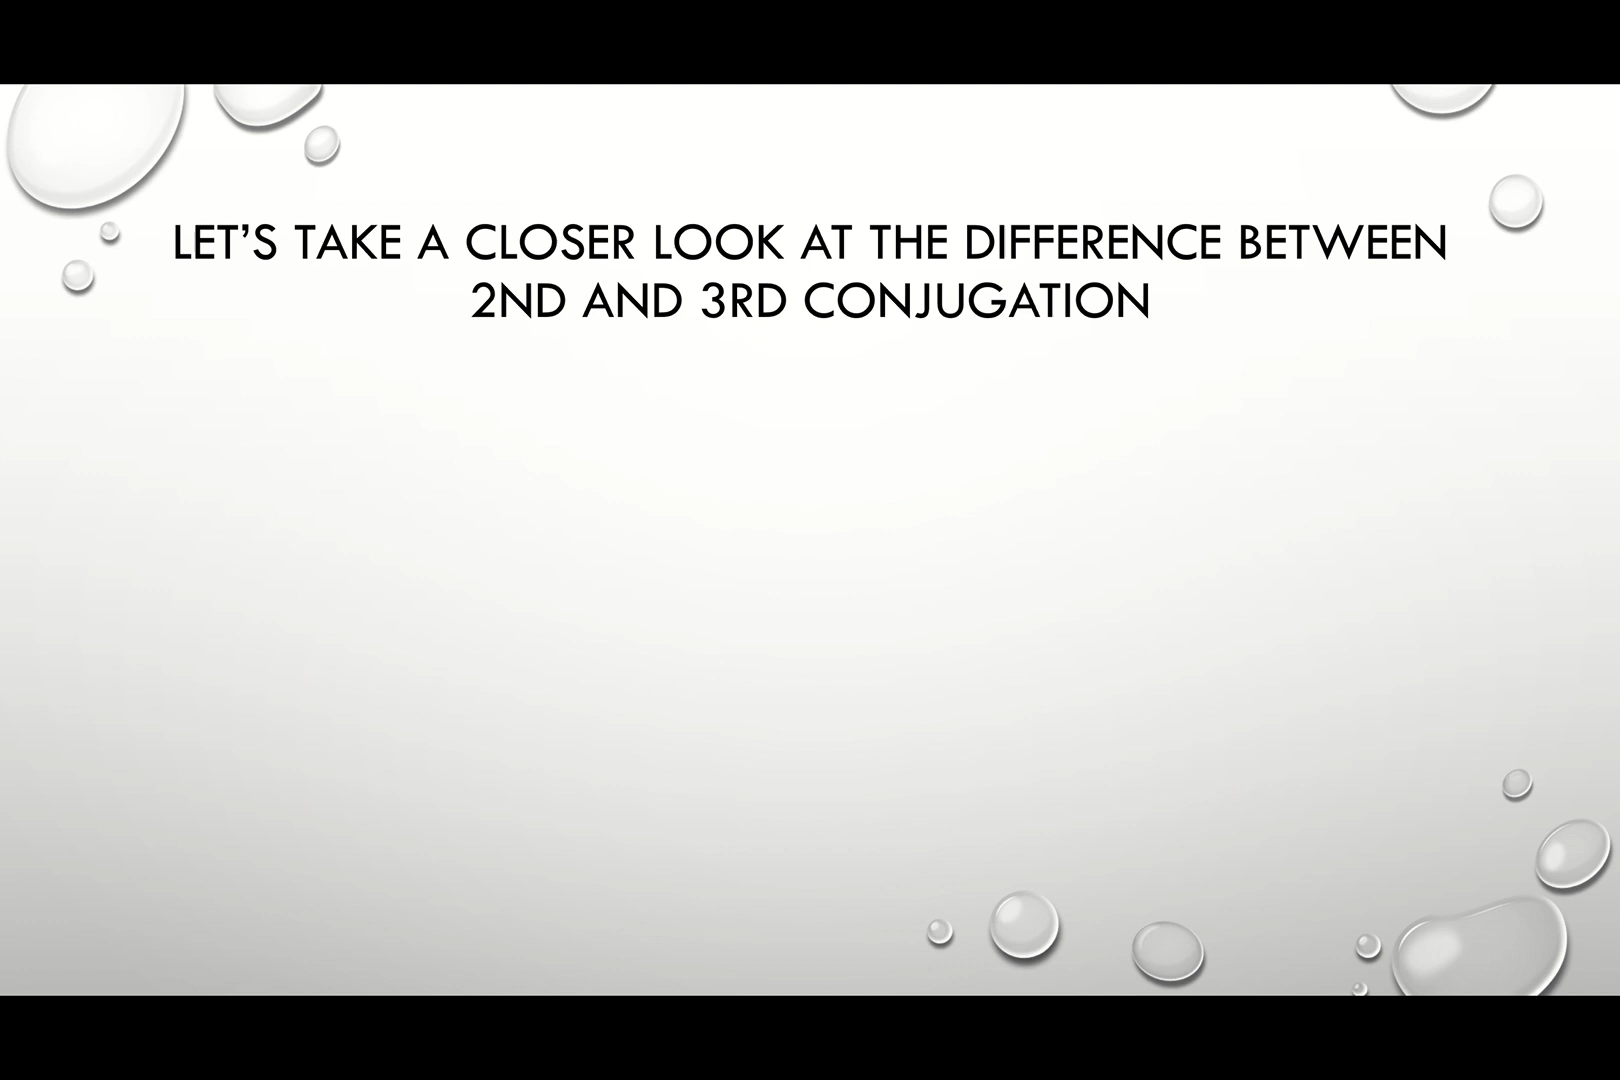 LET’S TAKE A CLOSER LOOK AT THE DIFFERENCE BETWEEN
2ND AND 3RD CONJUGATION